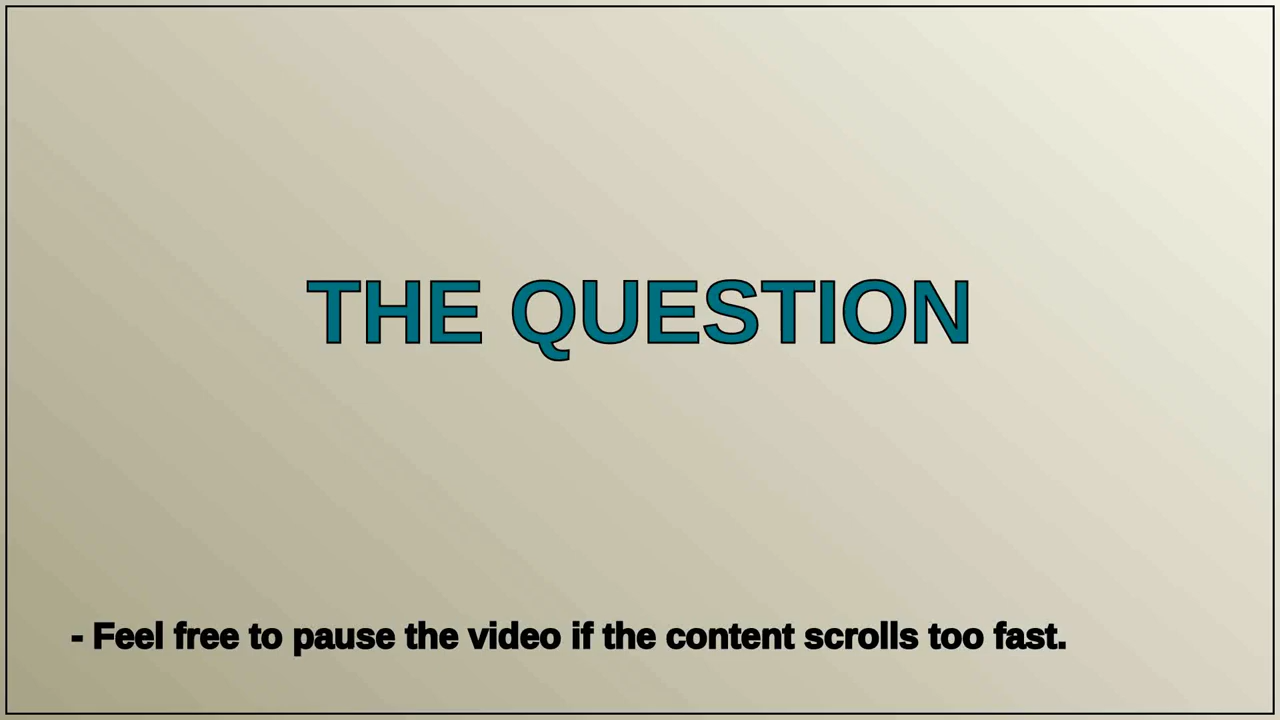 THE QUESTION
- Feel free to pause the video if the content scrolls too fast.